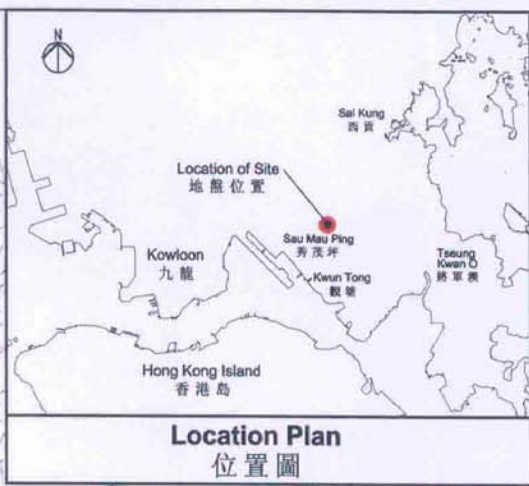 N
Sai Kung
西貢
Location of Site
地盤位置
Sau Mau Ping
秀茂坪
Kowloon
九龍
Kwun Tong
觀塘
Tseung
Kwan O
將軍澳
Hong Kong Island
香港島
Location Plan
位置圖